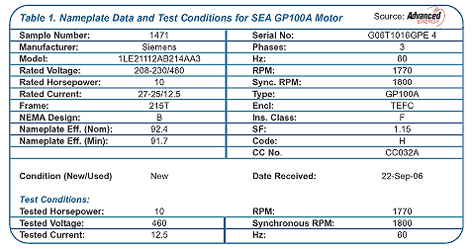 Table 1. Nameplate Data and Test Conditions for SEA GP100A Motor Source: Advanced ENERGY
Sample Number: 1471 Serial No: G06T1016GPE 4
Manufacturer: Siemens Phases: 3
Model: 1LE21112AB214AA3 Hz: 60
Rated Voltage: 208-230/460 RPM: 1770
Rated Horsepower: 10 Sync. RPM: 1800
Rated Current: 27-25/12.5 Type: GP100A
Frame: 215T Encl: TEFC
NEMA Design: B Ins. Class: F
Nameplate Eff. (Nom): 92.4 SF: 1.15
Nameplate Eff. (Min): 91.7 Code: H
CC No. CC032A
Condition (New/Used) New Date Received: 22-Sep-06
Test Conditions:
Tested Horsepower: 10 RPM: 1770
Tested Voltage: 460 Synchronous RPM: 1800
Tested Current: 12.5 Hz: 60